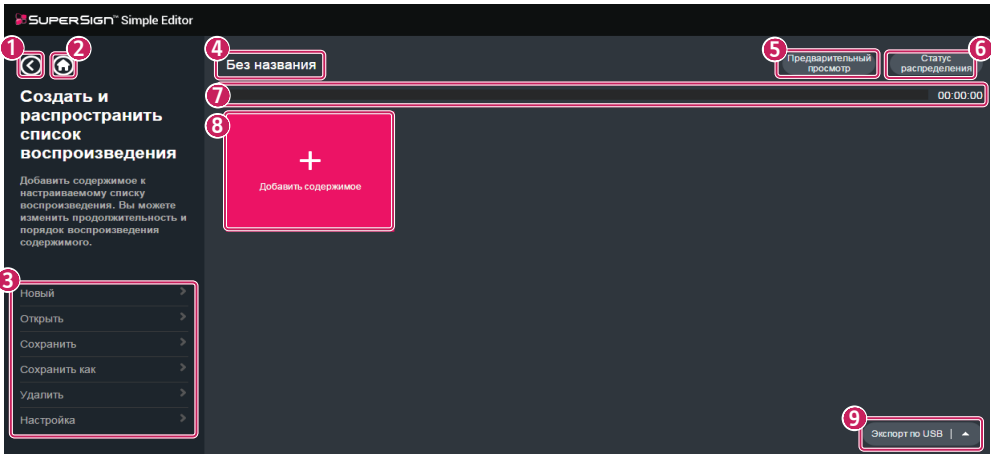 SUPERSIGN™ Simple Editor
1
2
Создать и
распространить
список
воспроизведения
Добавить содержимое к
настраиваемому списку
воспроизведения. Вы можете
изменить продолжительность и
порядок воспроизведения
содержимого.
3
Новый
Открыть
Сохранить
Сохранить как
Удалить
Настройка
4
Без названия
5
Предварительный
просмотр
6
Статус
распределения
7
00:00:00
8
Добавить содержимое
9
Экспорт по USB